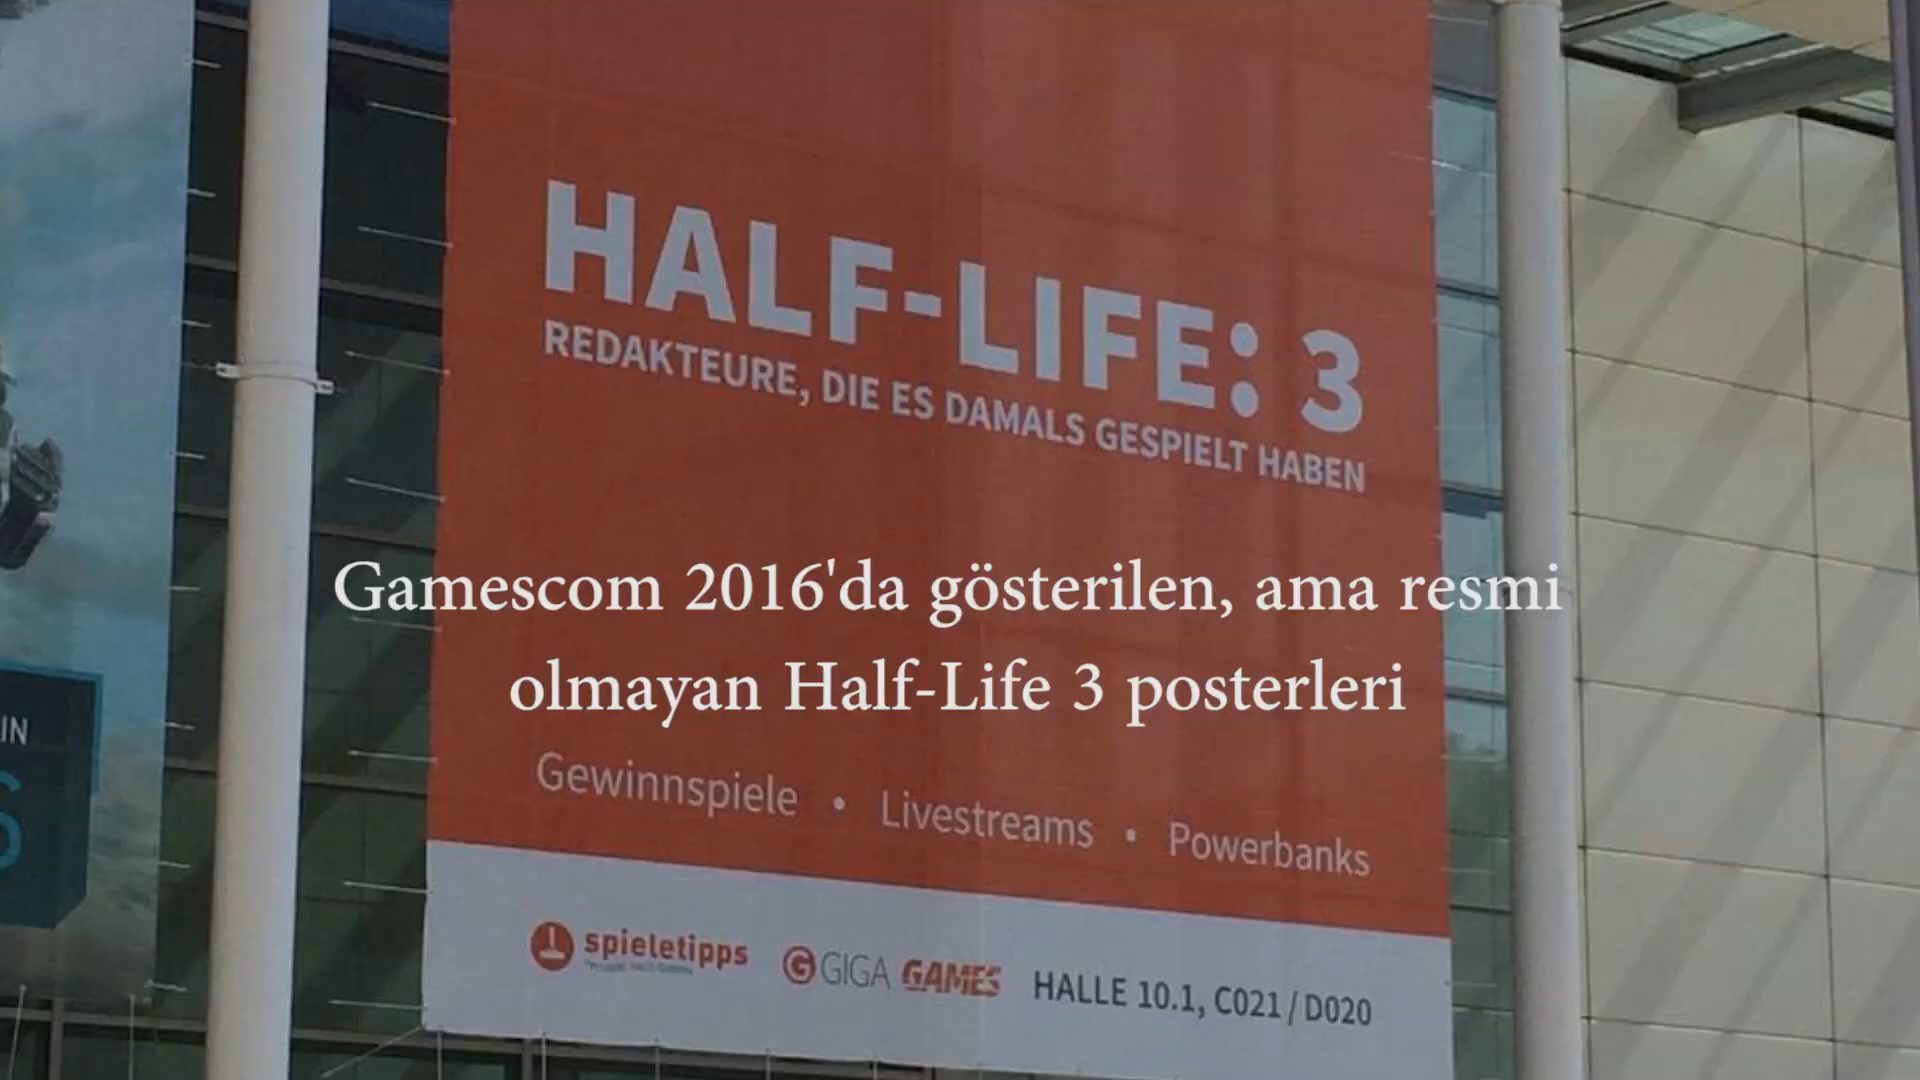 HALF-LIFE: 3
REDAKTEURE, DIE ES DAMALS GESPIELT HABEN
Gamescom 2016'da gösterilen, ama resmi
olmayan Half-Life 3 posterleri
IN
Gewinnspiele • Livestreams • Powerbanks
spieletipps GIGA GAMES HALLE 10.1, C021/D020